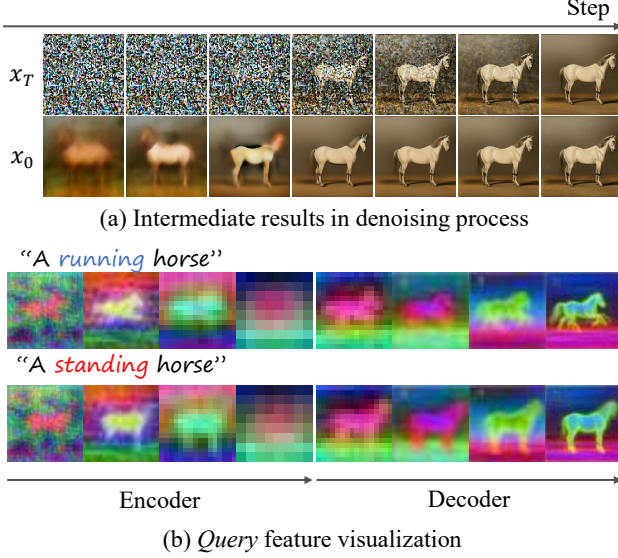 Step
x_T
x_0
(a) Intermediate results in denoising process
“A running horse”
“A standing horse”
Encoder
Decoder
(b) Query feature visualization